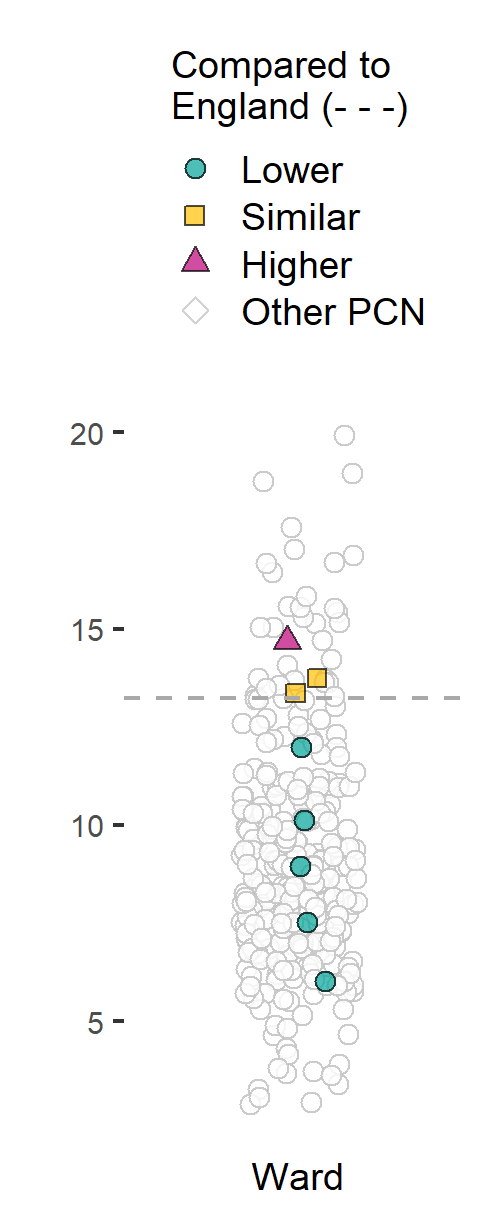 Compared to
England (- - -)
Lower
Similar
Higher
Other PCN
20
15
10
5
Ward